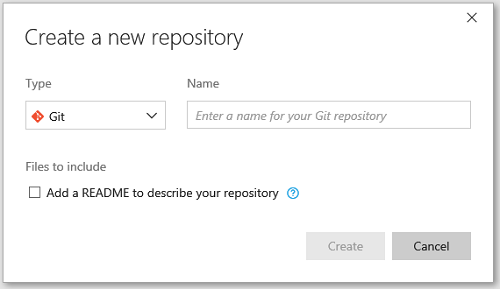 Create a new repository
Type
Name
Git
Enter a name for your Git repository
Files to include
Add a README to describe your repository ?
Create
Cancel